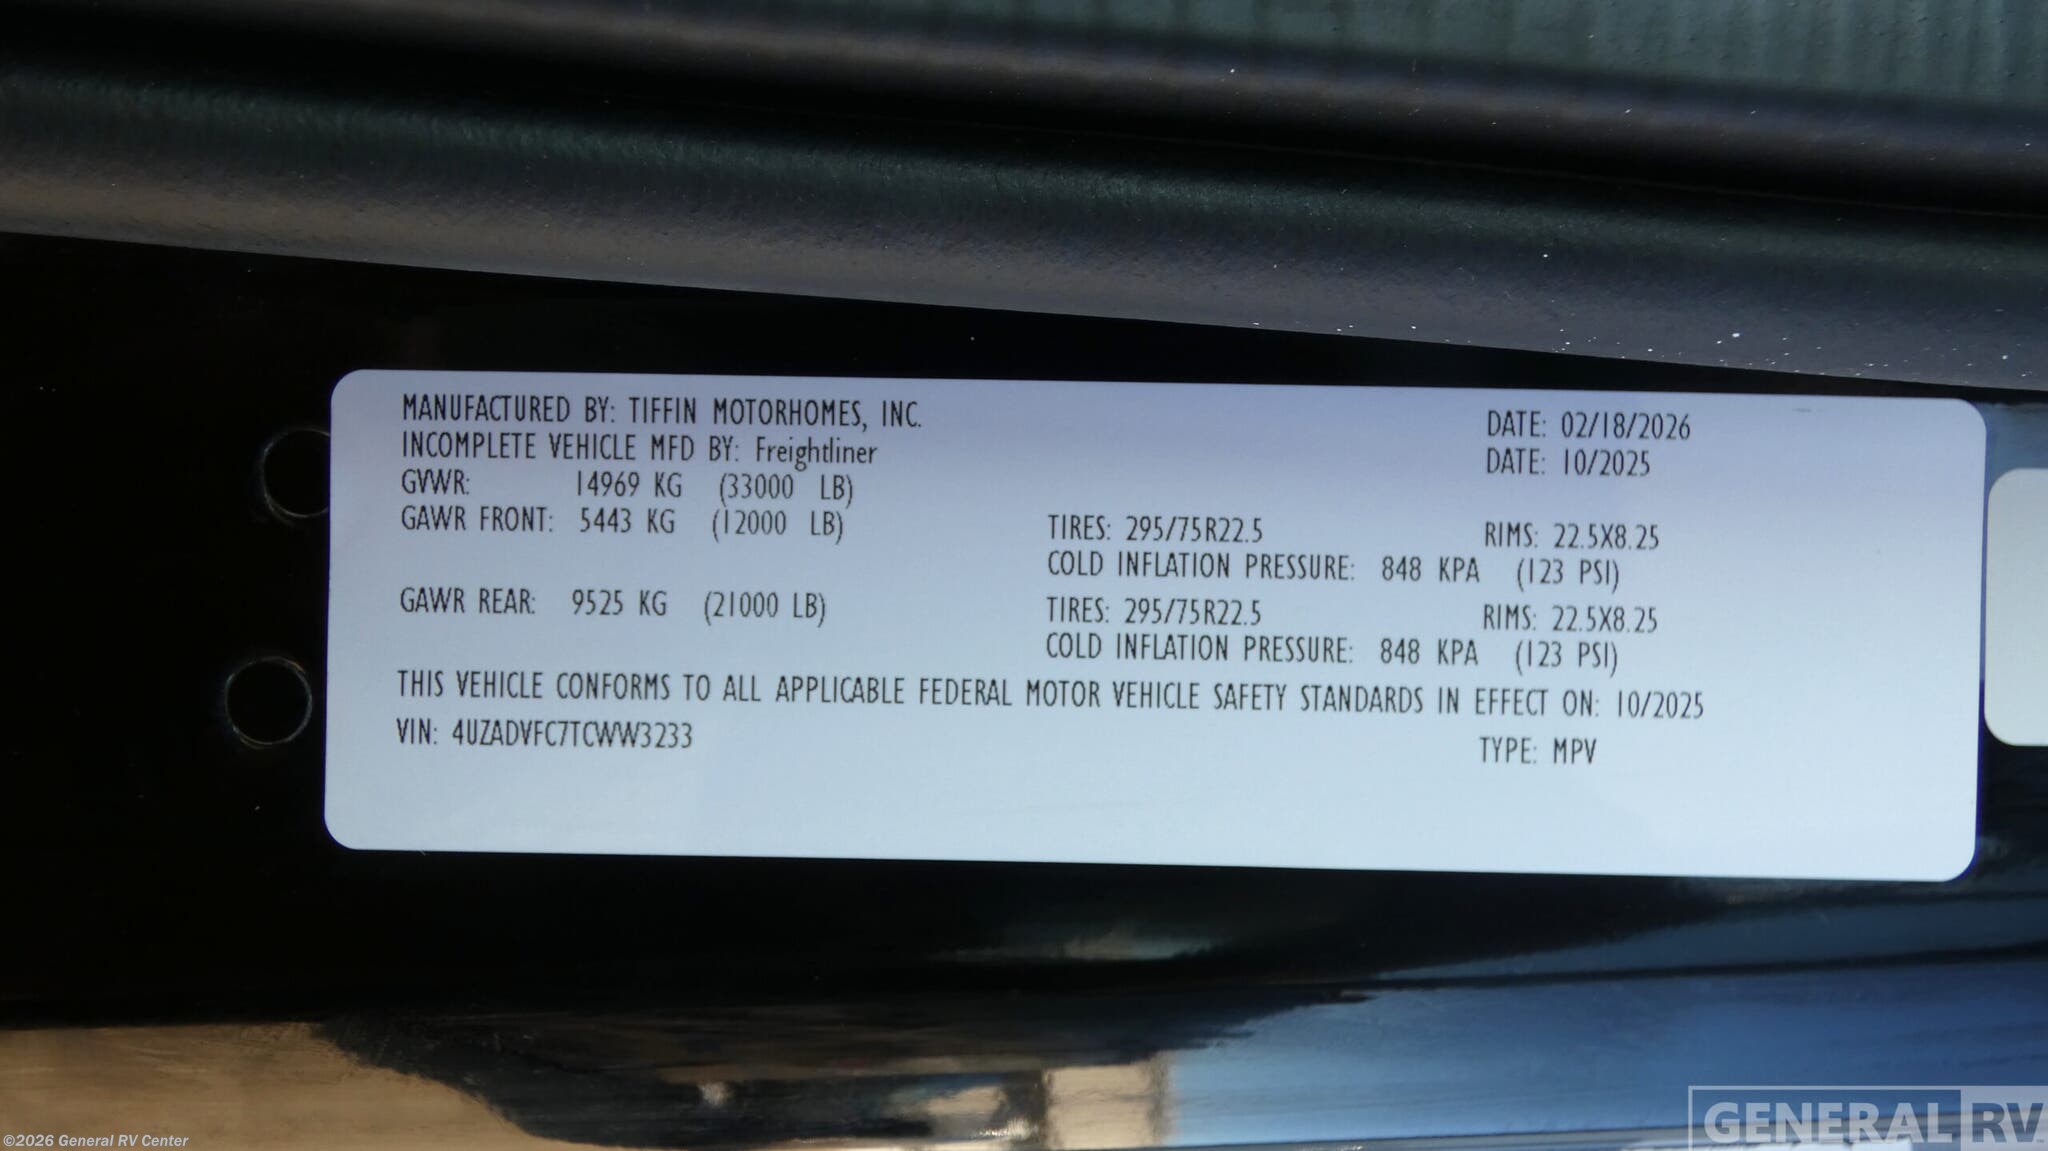 MANUFACTURED BY: TIFFIN MOTORHOMES, INC. DATE: 02/18/2026
INCOMPLETE VEHICLE MFD BY: Freightliner DATE: 10/2025
GVWR: 14969 KG (33000 LB)
GAWR FRONT: 5443 KG (12000 LB) TIRES: 295/75R22.5 RIMS: 22.5X8.25
COLD INFLATION PRESSURE: 848 KPA (123 PSI)
GAWR REAR: 9525 KG (21000 LB) TIRES: 295/75R22.5 RIMS: 22.5X8.25
COLD INFLATION PRESSURE: 848 KPA (123 PSI)
THIS VEHICLE CONFORMS TO ALL APPLICABLE FEDERAL MOTOR VEHICLE SAFETY STANDARDS IN EFFECT ON: 10/2025
VIN: 4UZADVFC7TCWW3233 TYPE: MPV
©2026 General RV Center
GENERAL RV